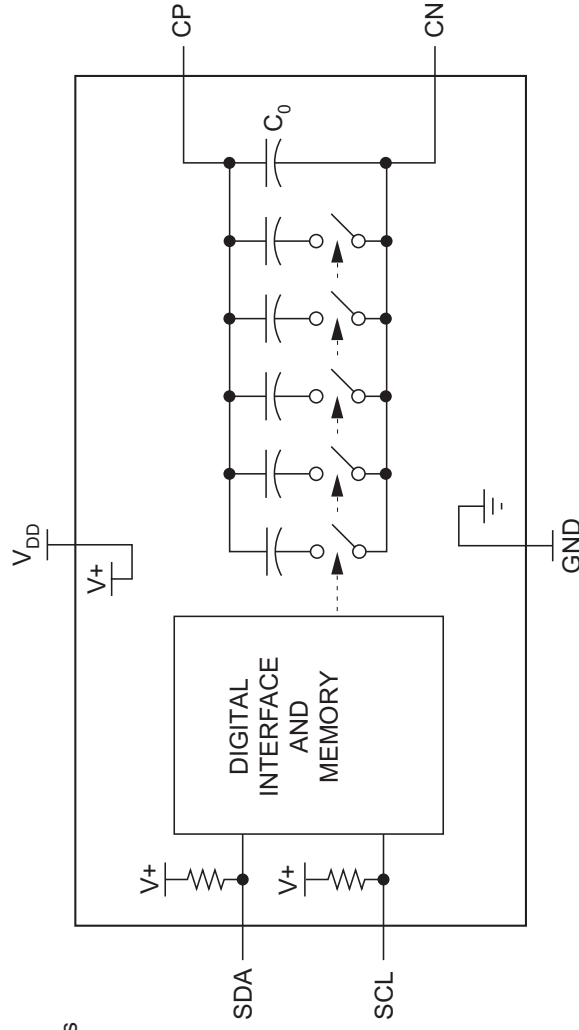 V_DD
V+
V+
V+
SDA
SCL
DIGITAL
INTERFACE
AND
MEMORY
C_0
CP
CN
GND
s